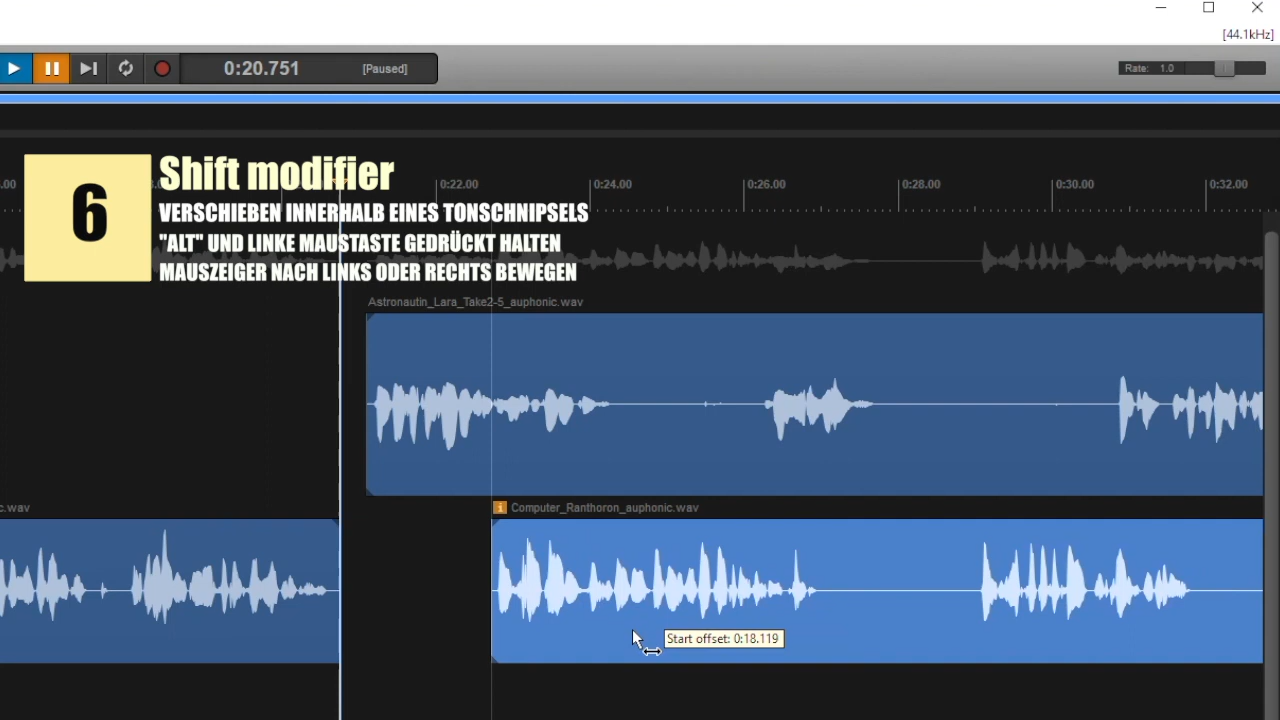 [44.1kHz]
0:20.751
[Paused]
Rate: 1.0
6
Shift modifier
.00
0:22.00
0:24.00
0:26.00
0:28.00
0:30.00
0:32.00
VERSCHIEBEN INNERHALB EINES TONSCHNIPSELS
"ALT" UND LINKE MAUSTASTE GEDRÜCKT HALTEN
MAUSZEIGER NACH LINKS ODER RECHTS BEWEGEN
Astronautin_Lara_Take2-5_auphonic.wav
c.wav
i
Computer_Ranthoron_auphonic.wav
Start offset: 0:18.119